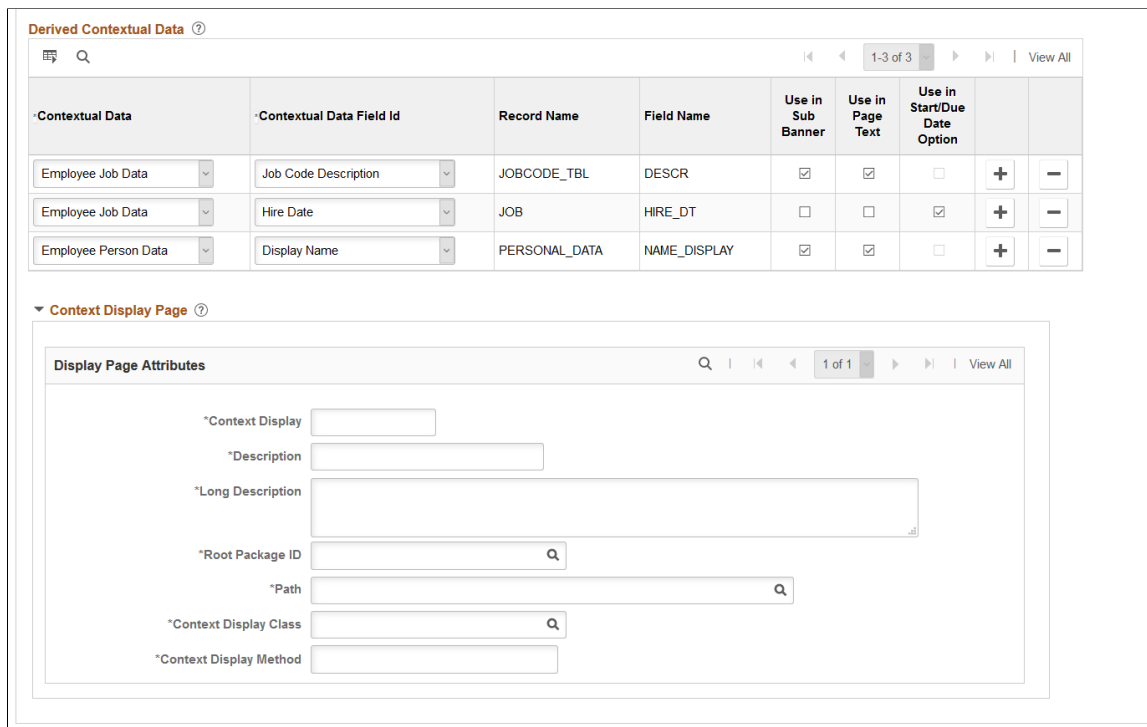 Derived Contextual Data ?
1-3 of 3 | View All
*Contextual Data *Contextual Data Field Id Record Name Field Name Use in Sub Banner Use in Page Text Use in Start/Due Date Option
Employee Job Data Job Code Description JOBCODE_TBL DESCR
Employee Job Data Hire Date JOB HIRE_DT
Employee Person Data Display Name PERSONAL_DATA NAME_DISPLAY
Context Display Page ?
Display Page Attributes | 1 of 1 | View All
*Context Display
*Description
*Long Description
*Root Package ID
*Path
*Context Display Class
*Context Display Method